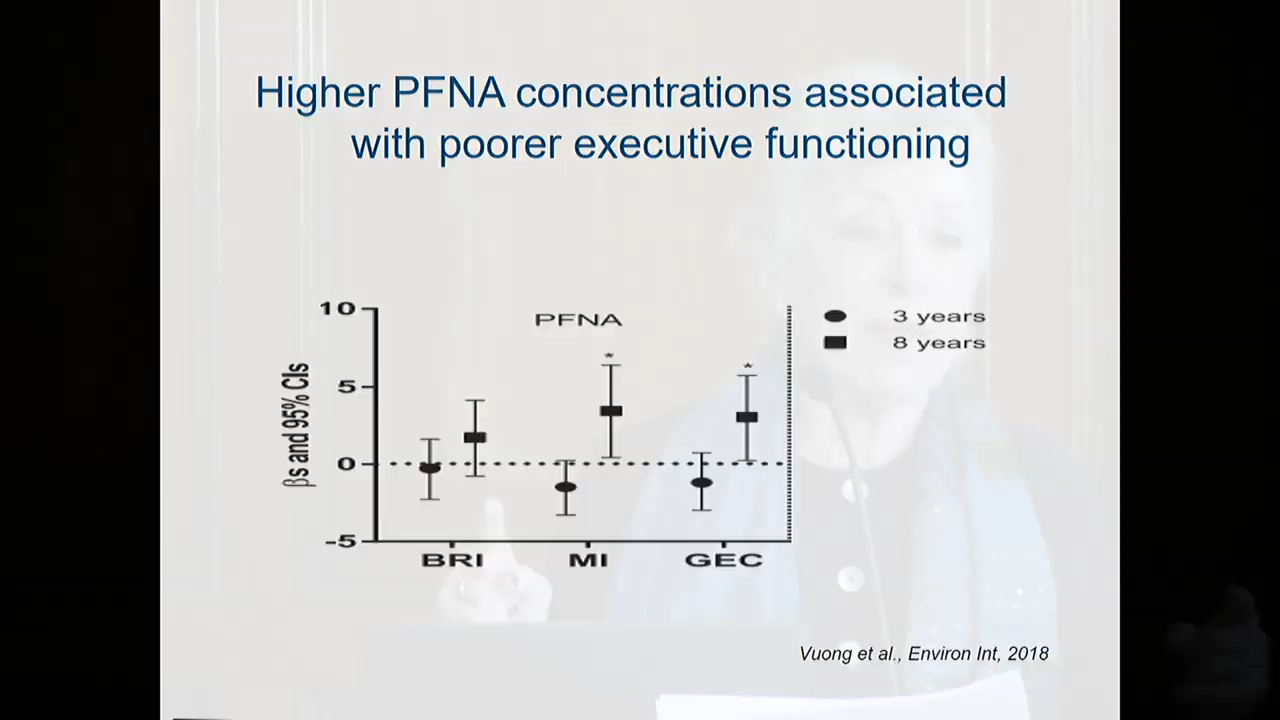 Higher PFNA concentrations associated
with poorer executive functioning
10
PFNA
3 years
8 years
*
*
5
βs and 95% CIs
0
-5
BRI MI GEC
Vuong et al., Environ Int, 2018